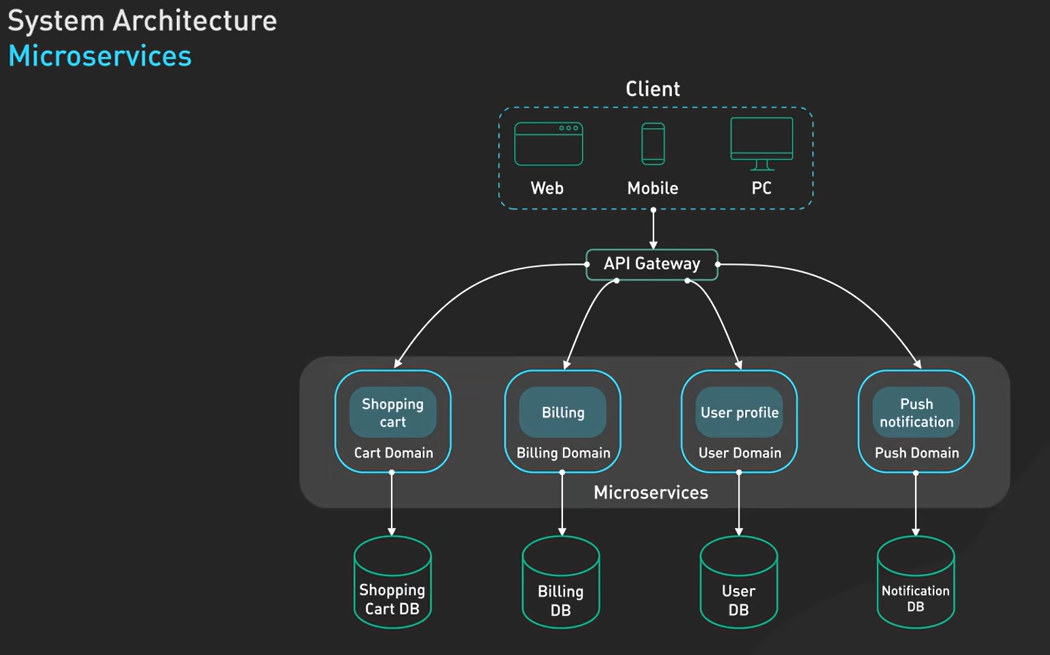 System Architecture
Microservices
Client
Web
Mobile
PC
API Gateway
Shopping
cart
Cart Domain
Billing
Billing Domain
User profile
User Domain
Push
notification
Push Domain
Microservices
Shopping
Cart DB
Billing
DB
User
DB
Notification
DB